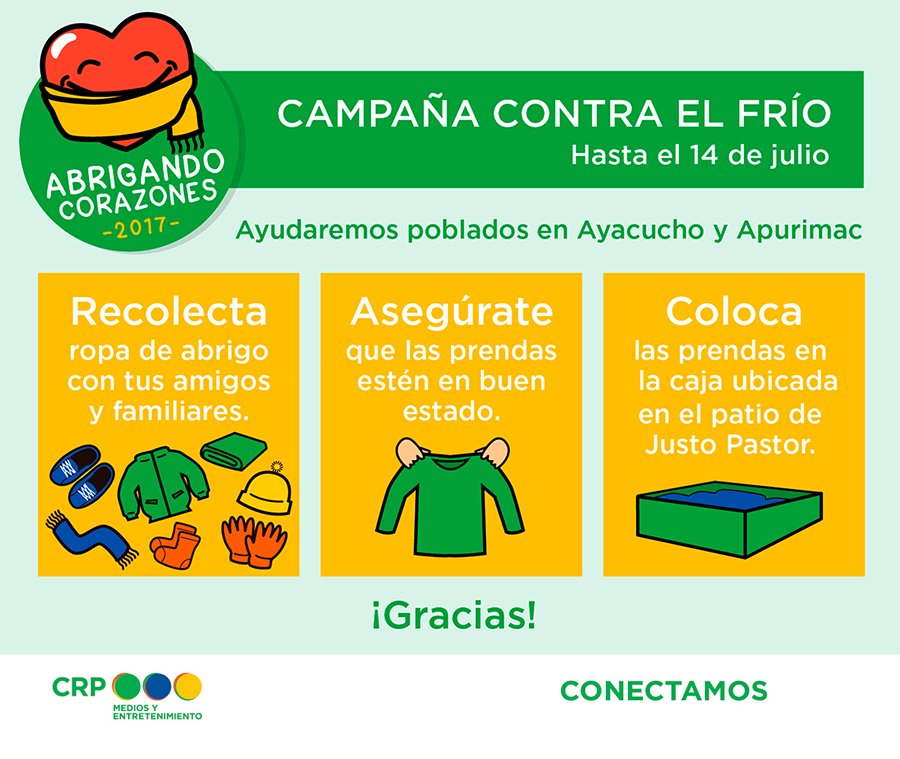 ABRIGANDO
CORAZONES
-2017-
CAMPAÑA CONTRA EL FRÍO
Hasta el 14 de julio
Ayudaremos poblados en Ayacucho y Apurimac
Recolecta
ropa de abrigo
con tus amigos
y familiares.
Asegúrate
que las prendas
estén en buen
estado.
Coloca
las prendas en
la caja ubicada
en el patio de
Justo Pastor.
¡Gracias!
CRP
MEDIOS Y
ENTRETENIMIENTO
CONECTAMOS